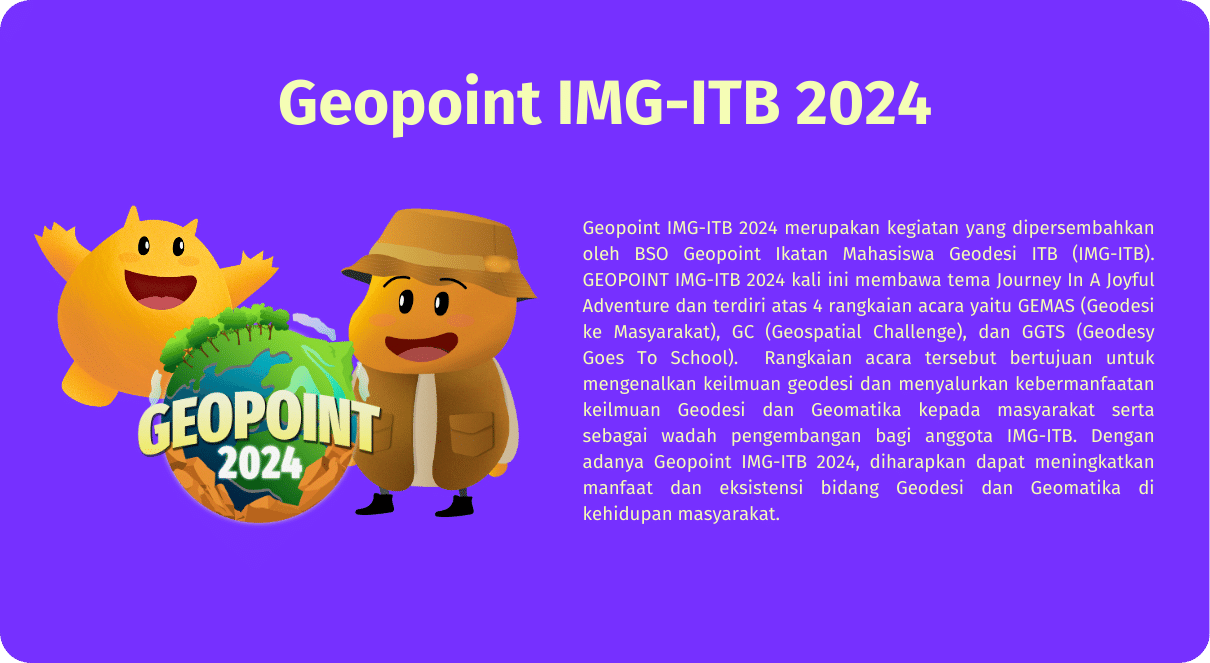 Geopoint IMG-ITB 2024
GEOPOINT
2024
Geopoint IMG-ITB 2024 merupakan kegiatan yang dipersembahkan
oleh BSO Geopoint Ikatan Mahasiswa Geodesi ITB (IMG-ITB).
GEOPOINT IMG-ITB 2024 kali ini membawa tema Journey In A Joyful
Adventure dan terdiri atas 4 rangkaian acara yaitu GEMAS (Geodesi
ke Masyarakat), GC (Geospatial Challenge), dan GGTS (Geodesy
Goes To School). Rangkaian acara tersebut bertujuan untuk
mengenalkan keilmuan geodesi dan menyalurkan kebermanfaatan
keilmuan Geodesi dan Geomatika kepada masyarakat serta
sebagai wadah pengembangan bagi anggota IMG-ITB. Dengan
adanya Geopoint IMG-ITB 2024, diharapkan dapat meningkatkan
manfaat dan eksistensi bidang Geodesi dan Geomatika di
kehidupan masyarakat.